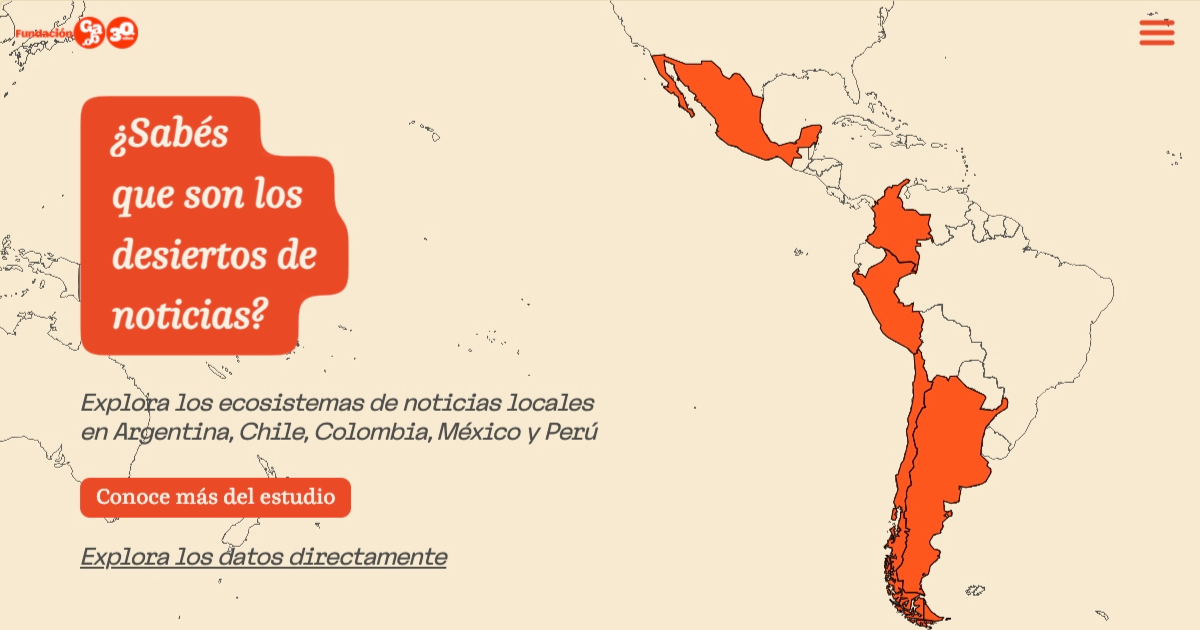 Fundación Gabo 30 años
¿Sabés
que son los
desiertos de
noticias?
Explora los ecosistemas de noticias locales
en Argentina, Chile, Colombia, México y Perú
Conoce más del estudio
Explora los datos directamente